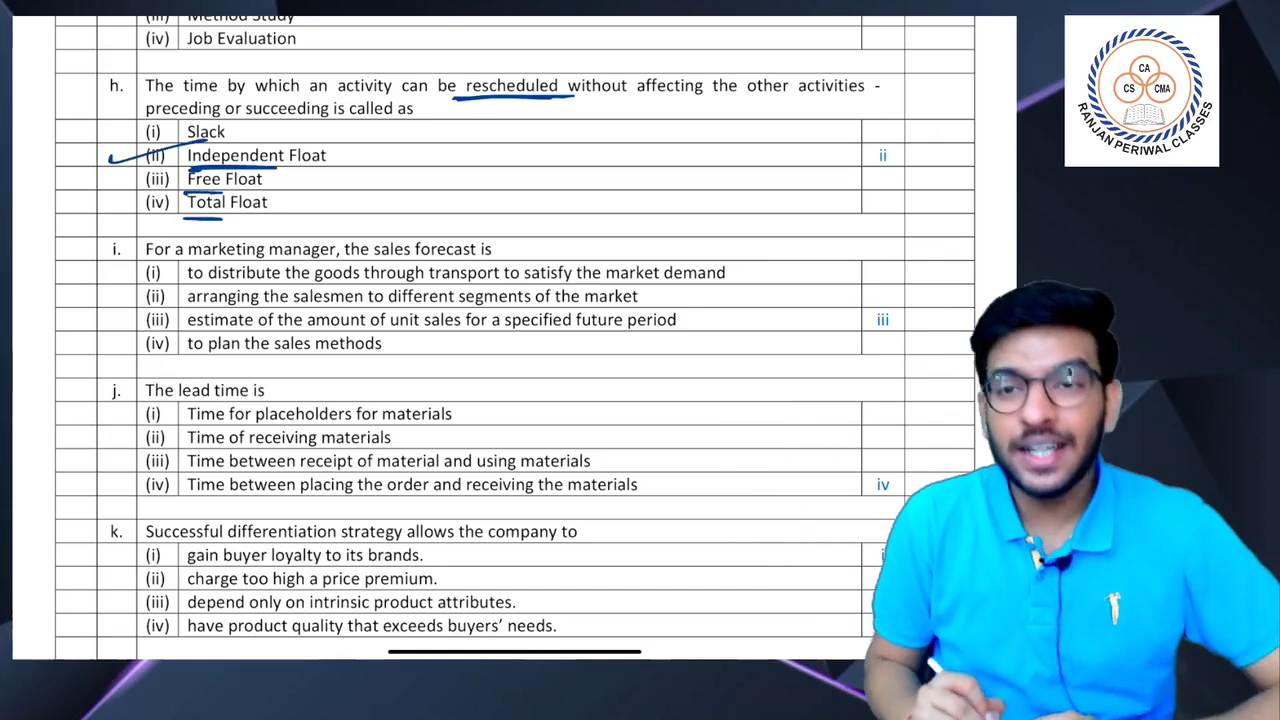 (iii) Method Study
(iv) Job Evaluation
h. The time by which an activity can be rescheduled without affecting the other activities -
preceding or succeeding is called as
(i) Slack
(ii) Independent Float ii
(iii) Free Float
(iv) Total Float
i. For a marketing manager, the sales forecast is
(i) to distribute the goods through transport to satisfy the market demand
(ii) arranging the salesmen to different segments of the market
(iii) estimate of the amount of unit sales for a specified future period iii
(iv) to plan the sales methods
j. The lead time is
(i) Time for placeholders for materials
(ii) Time of receiving materials
(iii) Time between receipt of material and using materials
(iv) Time between placing the order and receiving the materials iv
k. Successful differentiation strategy allows the company to
(i) gain buyer loyalty to its brands. i
(ii) charge too high a price premium.
(iii) depend only on intrinsic product attributes.
(iv) have product quality that exceeds buyers’ needs.
CA
CS CMA
RANJAN PERIWAL CLASSES